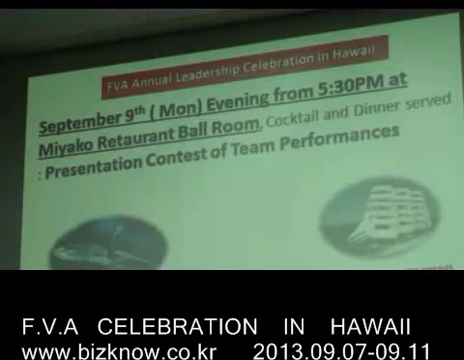 FVA Annual Leadership Celebration in Hawaii
September 9th ( Mon) Evening from 5:30PM at
Miyako Retaurant Ball Room, Cocktail and Dinner served
: Presentation Contest of Team Performances
F.V.A CELEBRATION IN HAWAII
www.bizknow.co.kr 2013.09.07-09.11